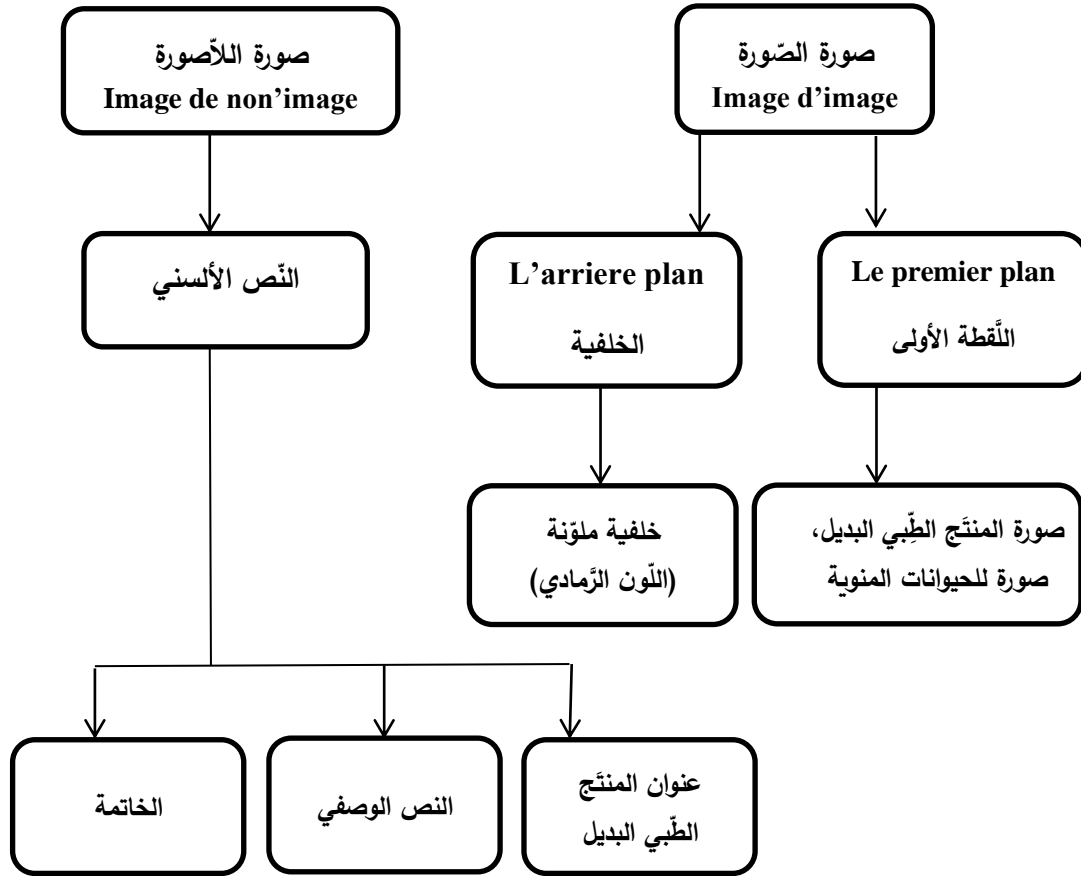 صورة الصّورة
Image d’image
صورة اللاّصورة
Image de non’image
Le premier plan
اللَّقطة الأولى
L’arriere plan
الخلفية
النّص الألسني
صورة المنتَج الطِّبي البديل،
صورة للحيوانات المنوية
خلفية ملوّنة
(اللّون الرَّمادي)
عنوان المنتَج
الطّبي البديل
النص الوصفي
الخاتمة